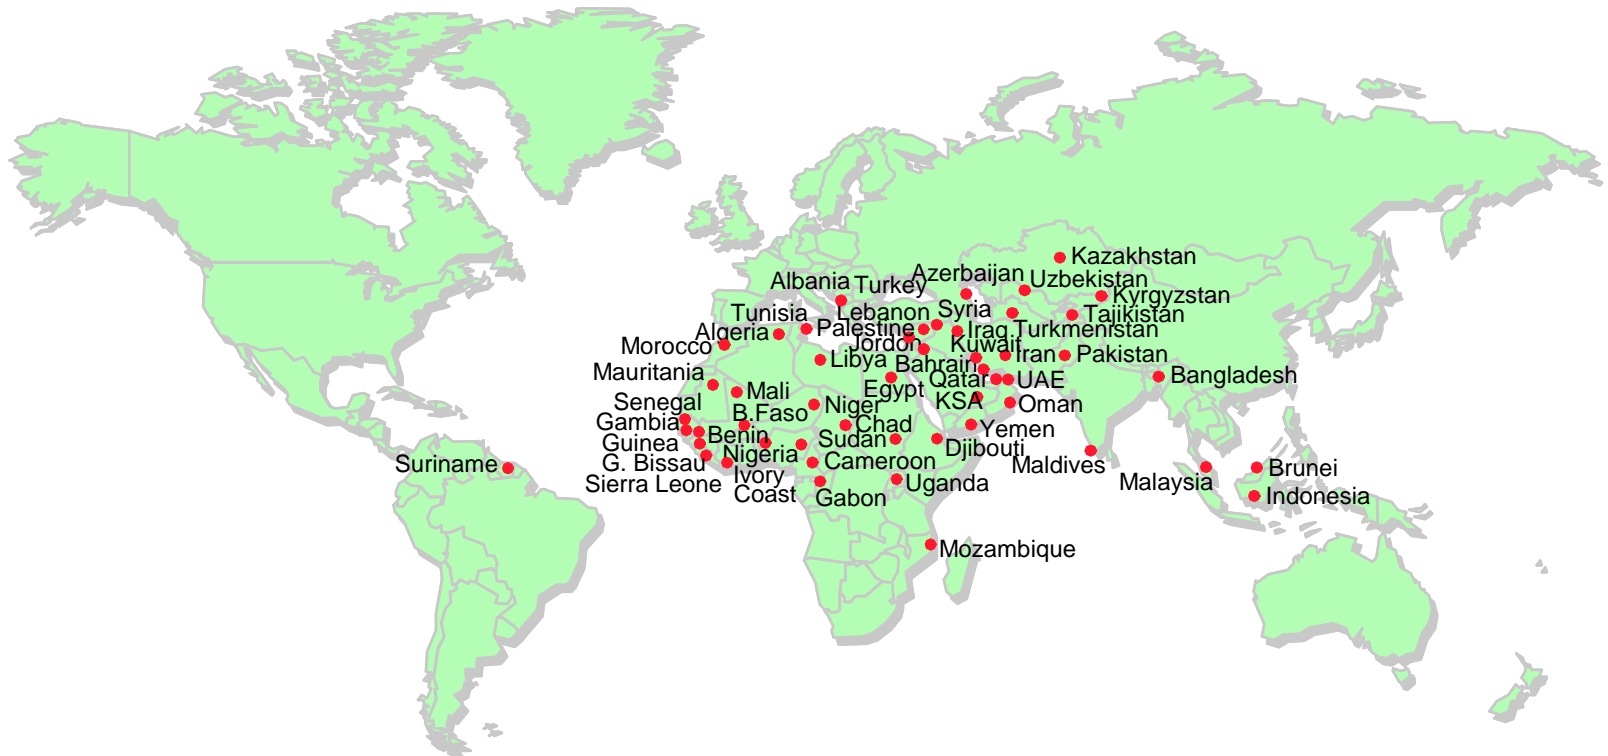 Kazakhstan
Azerbaijan
Uzbekistan
Albania
Turkey
Kyrgyzstan
Tunisia
Lebanon
Syria
Tajikistan
Algeria
Palestine
Iraq
Turkmenistan
Morocco
Jordon
Kuwait
Iran
Pakistan
Libya
Bahrain
Mauritania
Mali
Egypt
Qatar
UAE
Bangladesh
Senegal
B.Faso
Niger
KSA
Oman
Gambia
Benin
Chad
Yemen
Guinea
Nigeria
Sudan
Djibouti
Suriname
G. Bissau
Cameroon
Maldives
Brunei
Sierra Leone
Ivory
Coast
Gabon
Uganda
Malaysia
Indonesia
Mozambique